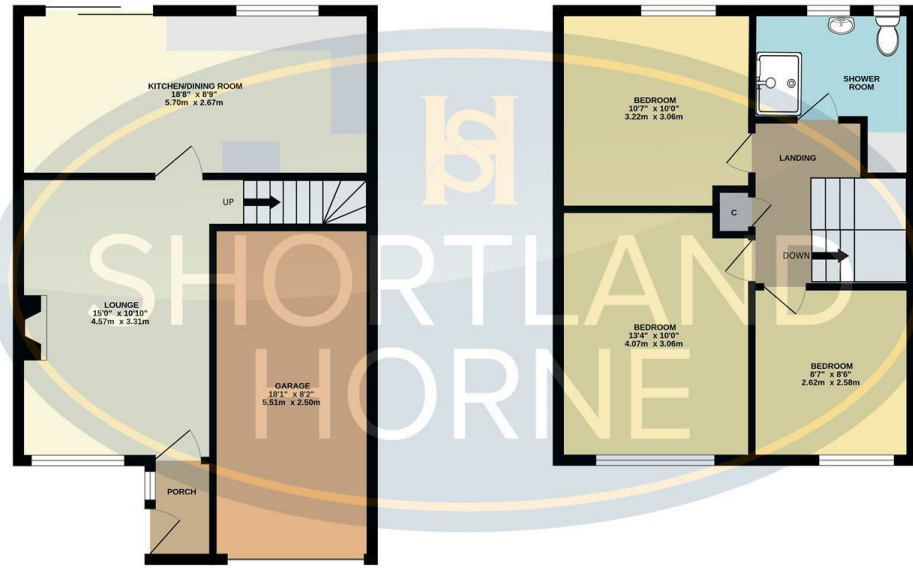 KITCHEN/DINING ROOM
18'8" x 8'9"
5.70m x 2.67m
UP
LOUNGE
15'0" x 10'10"
4.57m x 3.31m
GARAGE
18'1" x 8'2"
5.51m x 2.50m
PORCH
BEDROOM
10'7" x 10'0"
3.22m x 3.06m
SHOWER
ROOM
LANDING
C
DOWN
BEDROOM
13'4" x 10'0"
4.07m x 3.06m
BEDROOM
8'7" x 8'6"
2.62m x 2.58m
SH
SHORTLAND
HORNE